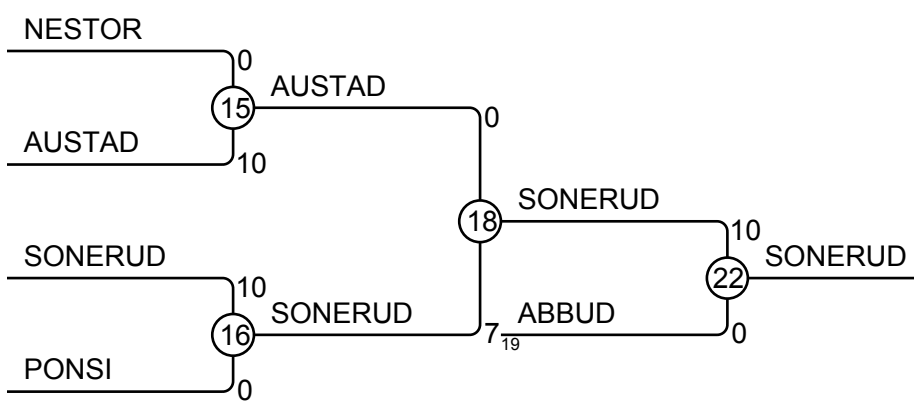 NESTOR
0
15
AUSTAD
AUSTAD
10
0
18
SONERUD
SONERUD
10
16
SONERUD
7
PONSI
0
10
22
SONERUD
19
ABBUD
0